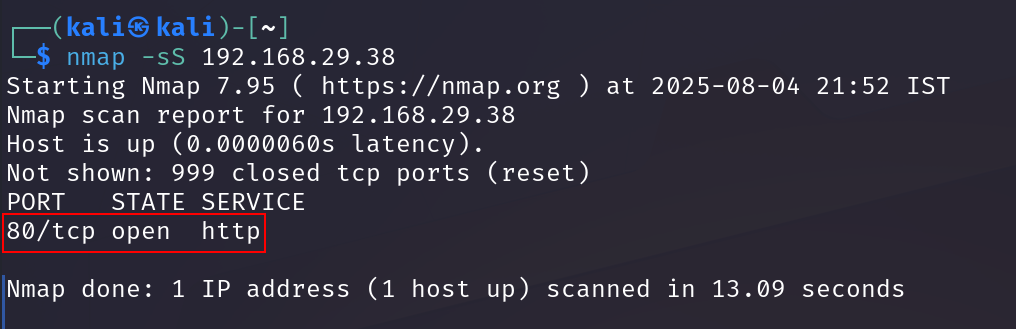 ┌──(kali㉿kali)-[~]
└─$ nmap -sS 192.168.29.38
Starting Nmap 7.95 ( https://nmap.org ) at 2025-08-04 21:52 IST
Nmap scan report for 192.168.29.38
Host is up (0.0000060s latency).
Not shown: 999 closed tcp ports (reset)
PORT   STATE SERVICE
80/tcp open  http
Nmap done: 1 IP address (1 host up) scanned in 13.09 seconds